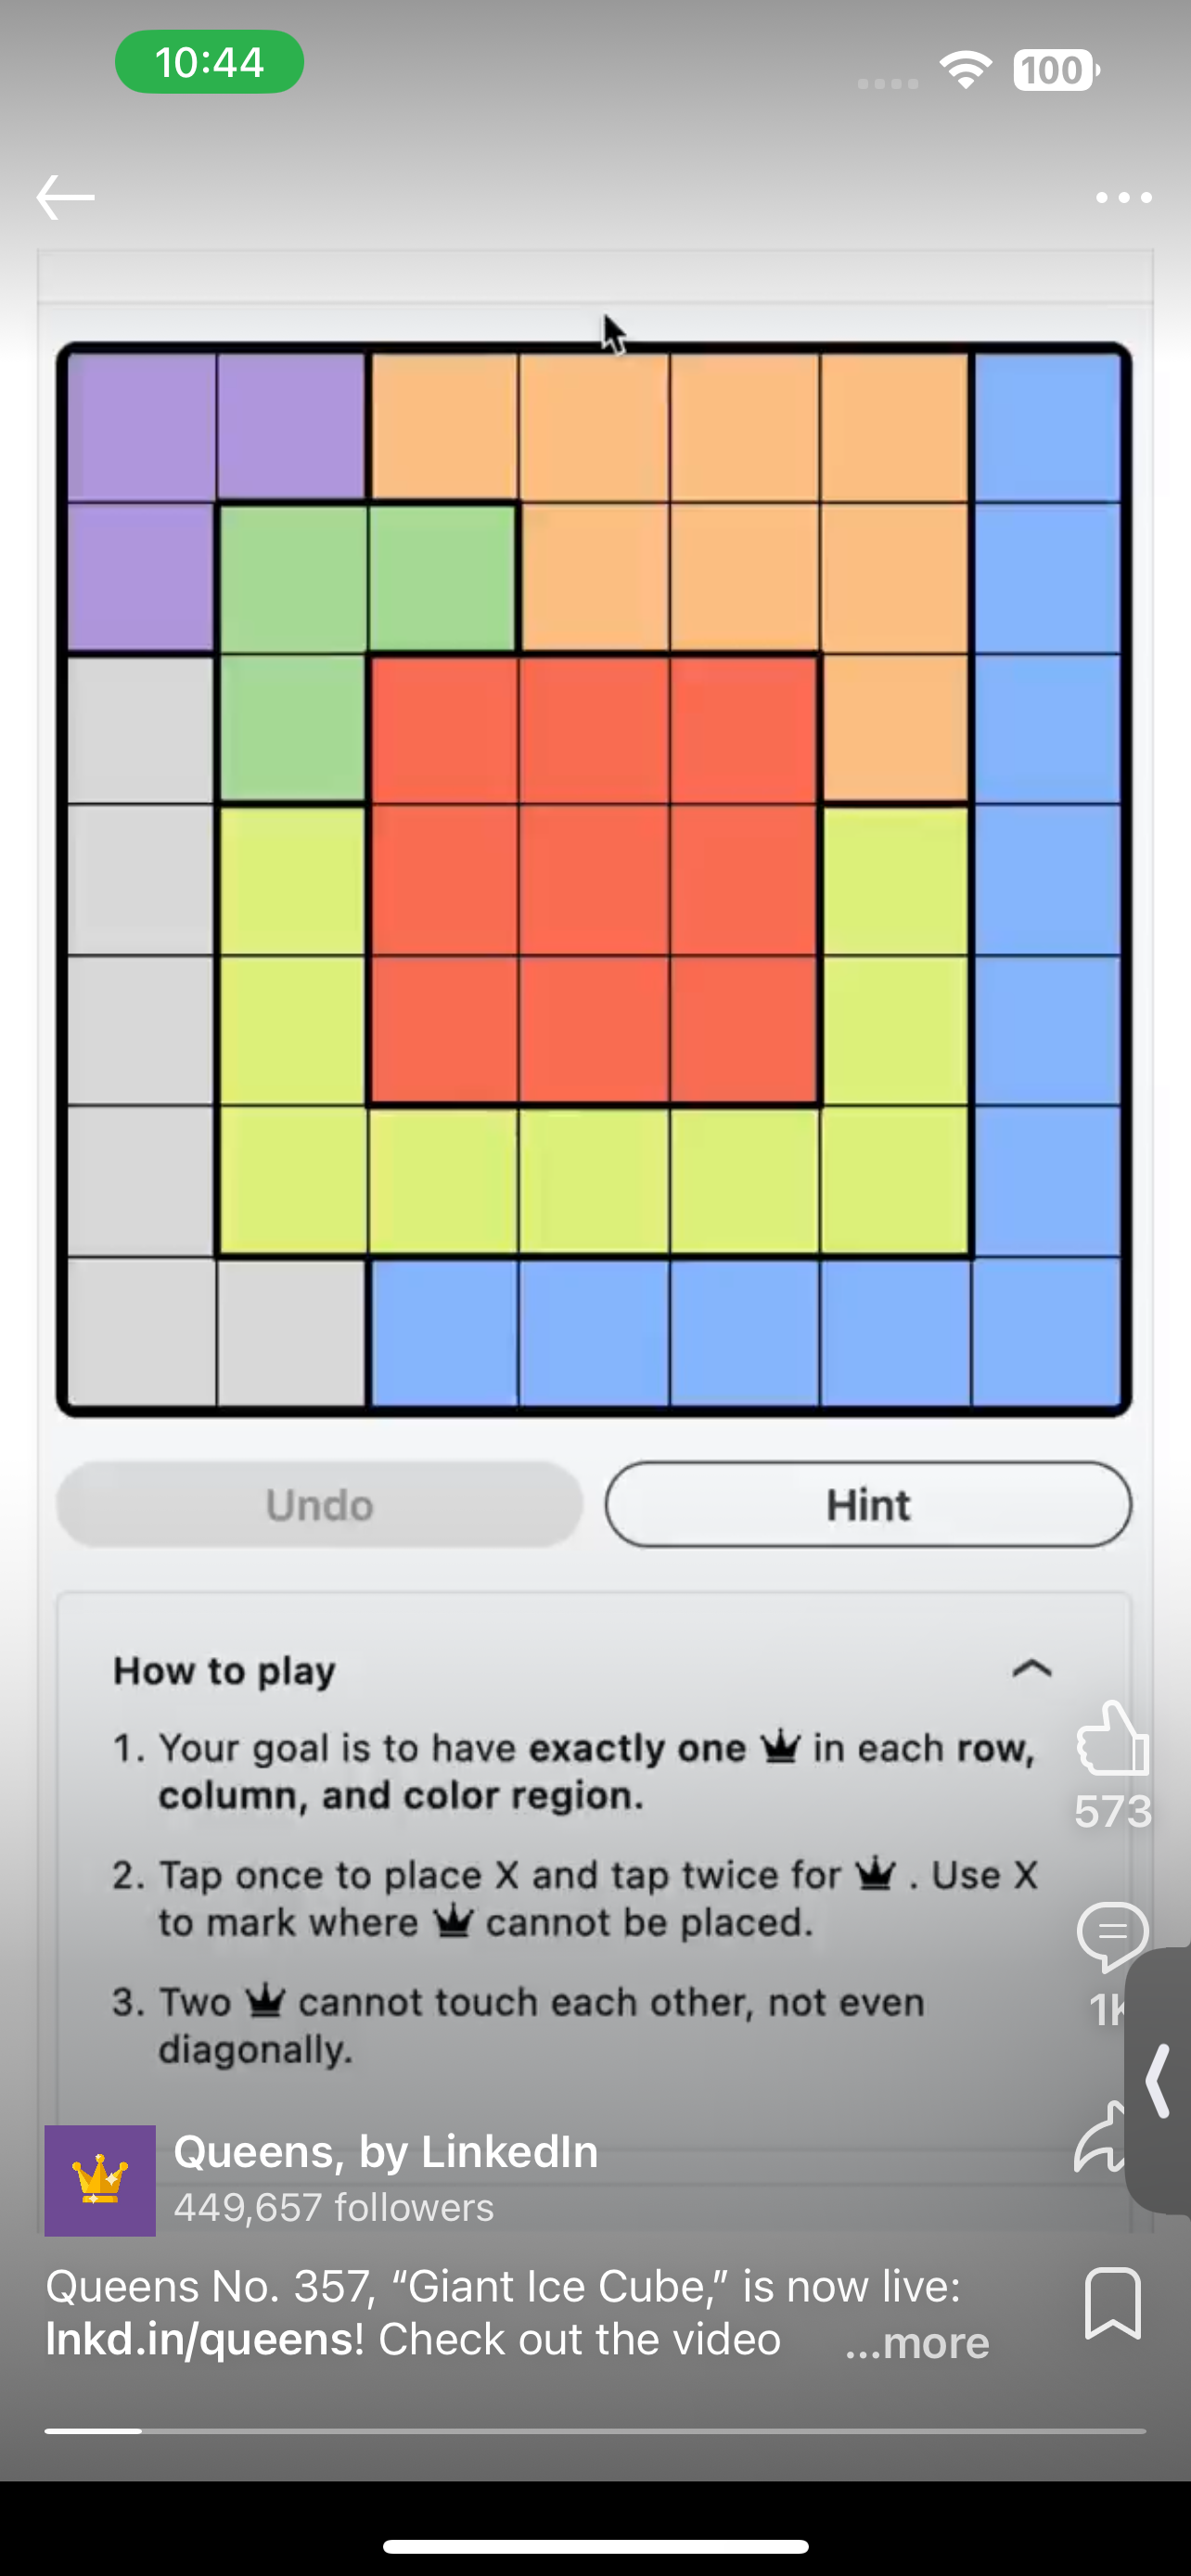 10:44
100
Undo
Hint
How to play
1. Your goal is to have exactly one in each row,
column, and color region.
2. Tap once to place X and tap twice for . Use X
to mark where cannot be placed.
3. Two cannot touch each other, not even
diagonally.
573
1K
Queens, by LinkedIn
449,657 followers
Queens No. 357, “Giant Ice Cube,” is now live:
lnkd.in/queens! Check out the video ...more